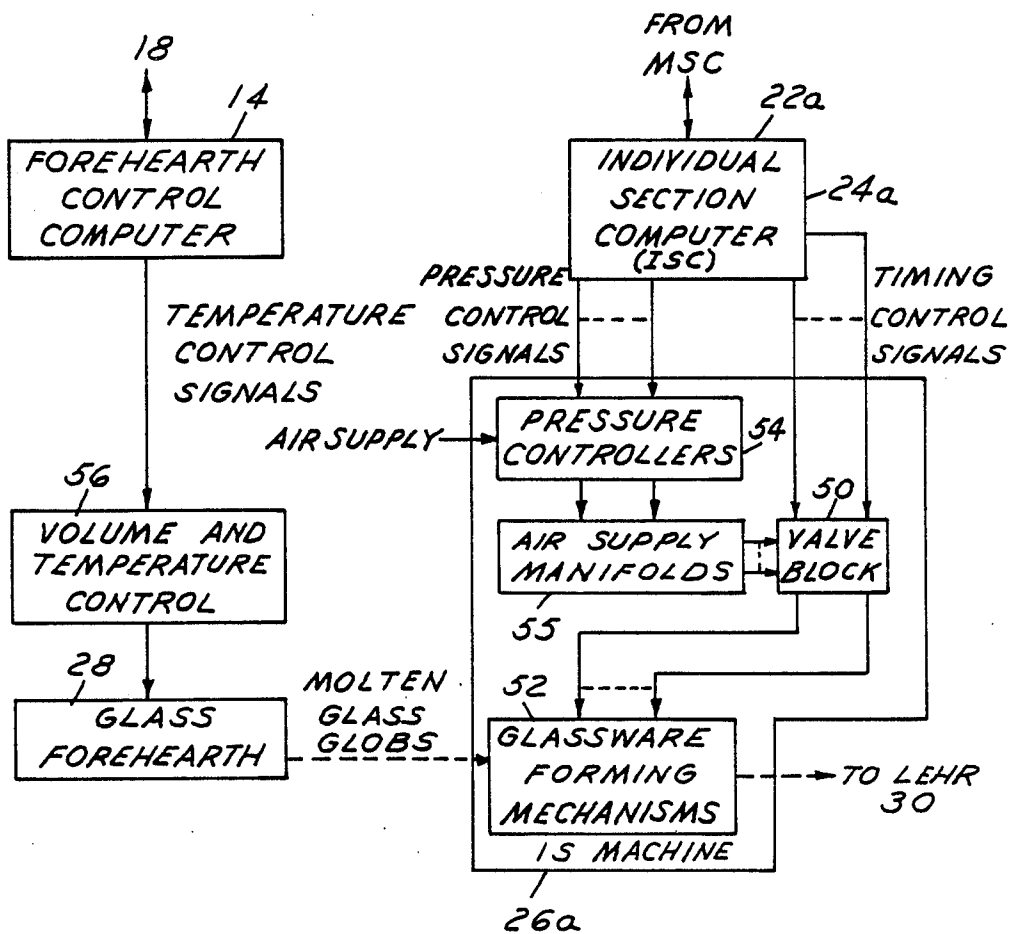 18
14
FOREHEARTH
CONTROL
COMPUTER
TEMPERATURE
CONTROL
SIGNALS
56
VOLUME AND
TEMPERATURE
CONTROL
28
GLASS
FOREHEARTH
MOLTEN
GLASS
GLOBS
FROM
MSC
22a
INDIVIDUAL
SECTION
COMPUTER
(ISC)
24a
PRESSURE
CONTROL
SIGNALS
TIMING
CONTROL
SIGNALS
AIR SUPPLY
PRESSURE
CONTROLLERS
54
AIR SUPPLY
MANIFOLDS
55
50
VALVE
BLOCK
52
GLASSWARE
FORMING
MECHANISMS
TO LEHR
30
IS MACHINE
26a